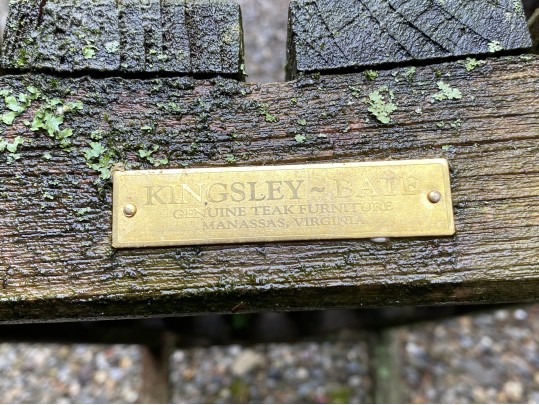 KINGSLEY~BATE
GENUINE TEAK FURNITURE
MANASSAS, VIRGINIA